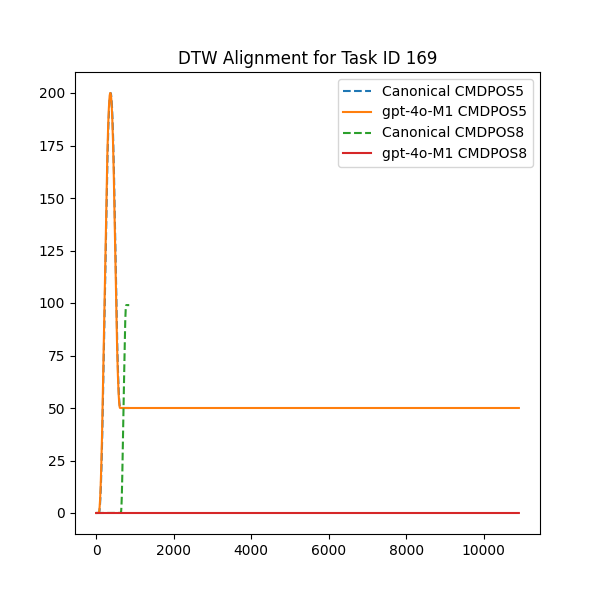 DTW Alignment for Task ID 169
Canonical CMDPOS5
gpt-4o-M1 CMDPOS5
Canonical CMDPOS8
gpt-4o-M1 CMDPOS8
200
175
150
125
100
75
50
25
0
0 2000 4000 6000 8000 10000